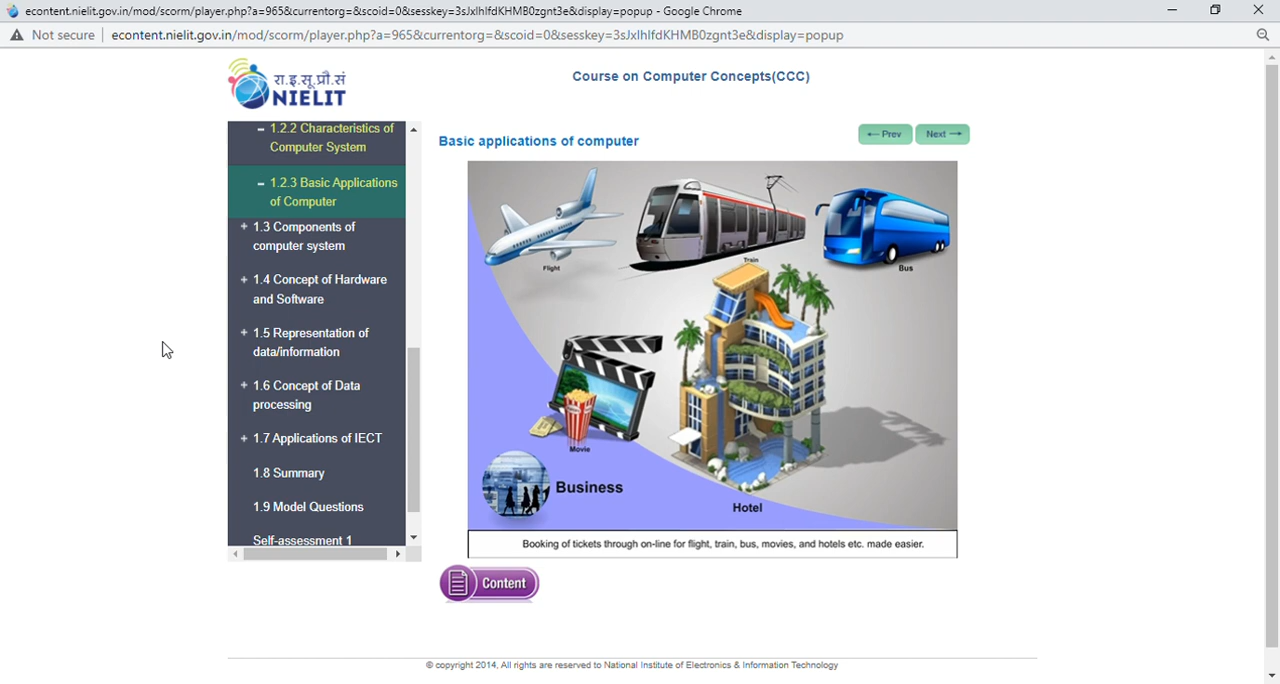 econtent.nielit.gov.in/mod/scorm/player.php?a=965&currentorg=&scoid=0&sesskey=3sJxlhIfdKHMB0zgnt3e&display=popup - Google Chrome
Not secure
econtent.nielit.gov.in/mod/scorm/player.php?a=965&currentorg=&scoid=0&sesskey=3sJxlhIfdKHMB0zgnt3e&display=popup
रा.इ.सू.प्रौ.सं
NIELIT
Course on Computer Concepts(CCC)
1.2.2 Characteristics of
Computer System
1.2.3 Basic Applications
of Computer
+ 1.3 Components of
computer system
+ 1.4 Concept of Hardware
and Software
+ 1.5 Representation of
data/information
+ 1.6 Concept of Data
processing
+ 1.7 Applications of IECT
1.8 Summary
1.9 Model Questions
Self-assessment 1
Basic applications of computer
← Prev
Next →
Flight
Train
Bus
Movie
Business
Hotel
Booking of tickets through on-line for flight, train, bus, movies, and hotels etc. made easier.
Content
© copyright 2014, All rights are reserved to National Institute of Electronics & Information Technology